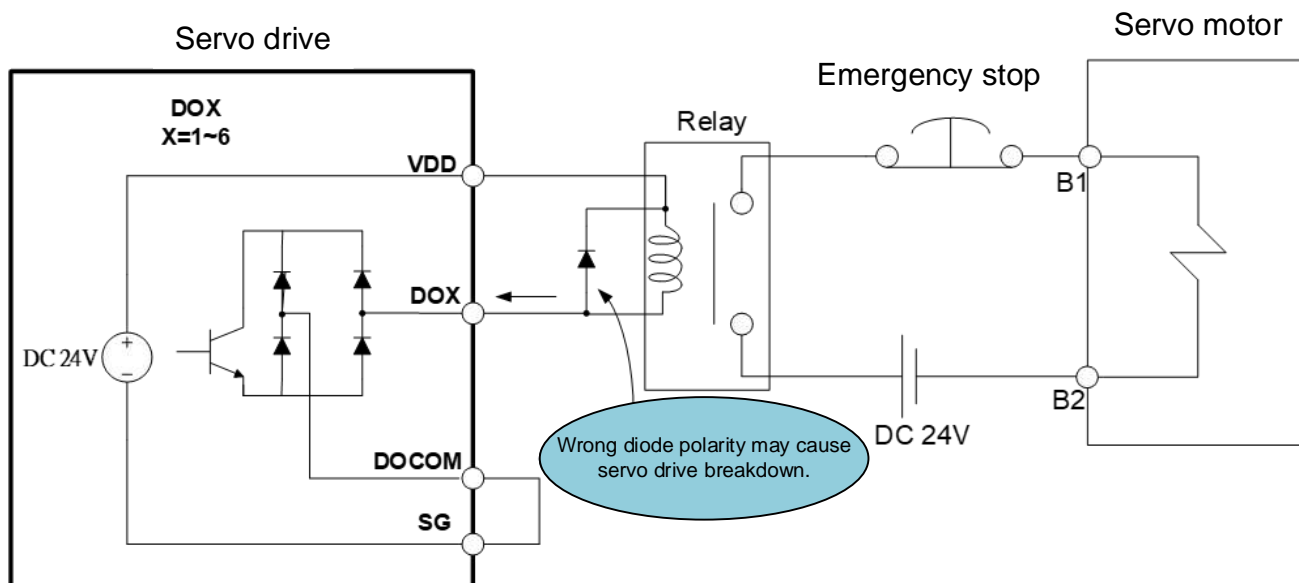 Servo drive
Servo motor
Emergency stop
DOX
X=1~6
Relay
VDD
B1
DOX
DC 24V
+
−
B2
DC 24V
Wrong diode polarity may cause
servo drive breakdown.
DOCOM
SG